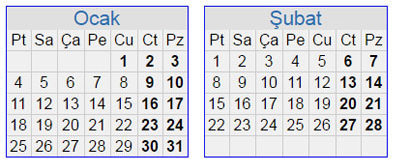 Ocak
Pt Sa Ça Pe Cu Ct Pz
1 2 3
4 5 6 7 8 9 10
11 12 13 14 15 16 17
18 19 20 21 22 23 24
25 26 27 28 29 30 31
Şubat
Pt Sa Ça Pe Cu Ct Pz
1 2 3 4 5 6 7
8 9 10 11 12 13 14
15 16 17 18 19 20 21
22 23 24 25 26 27 28